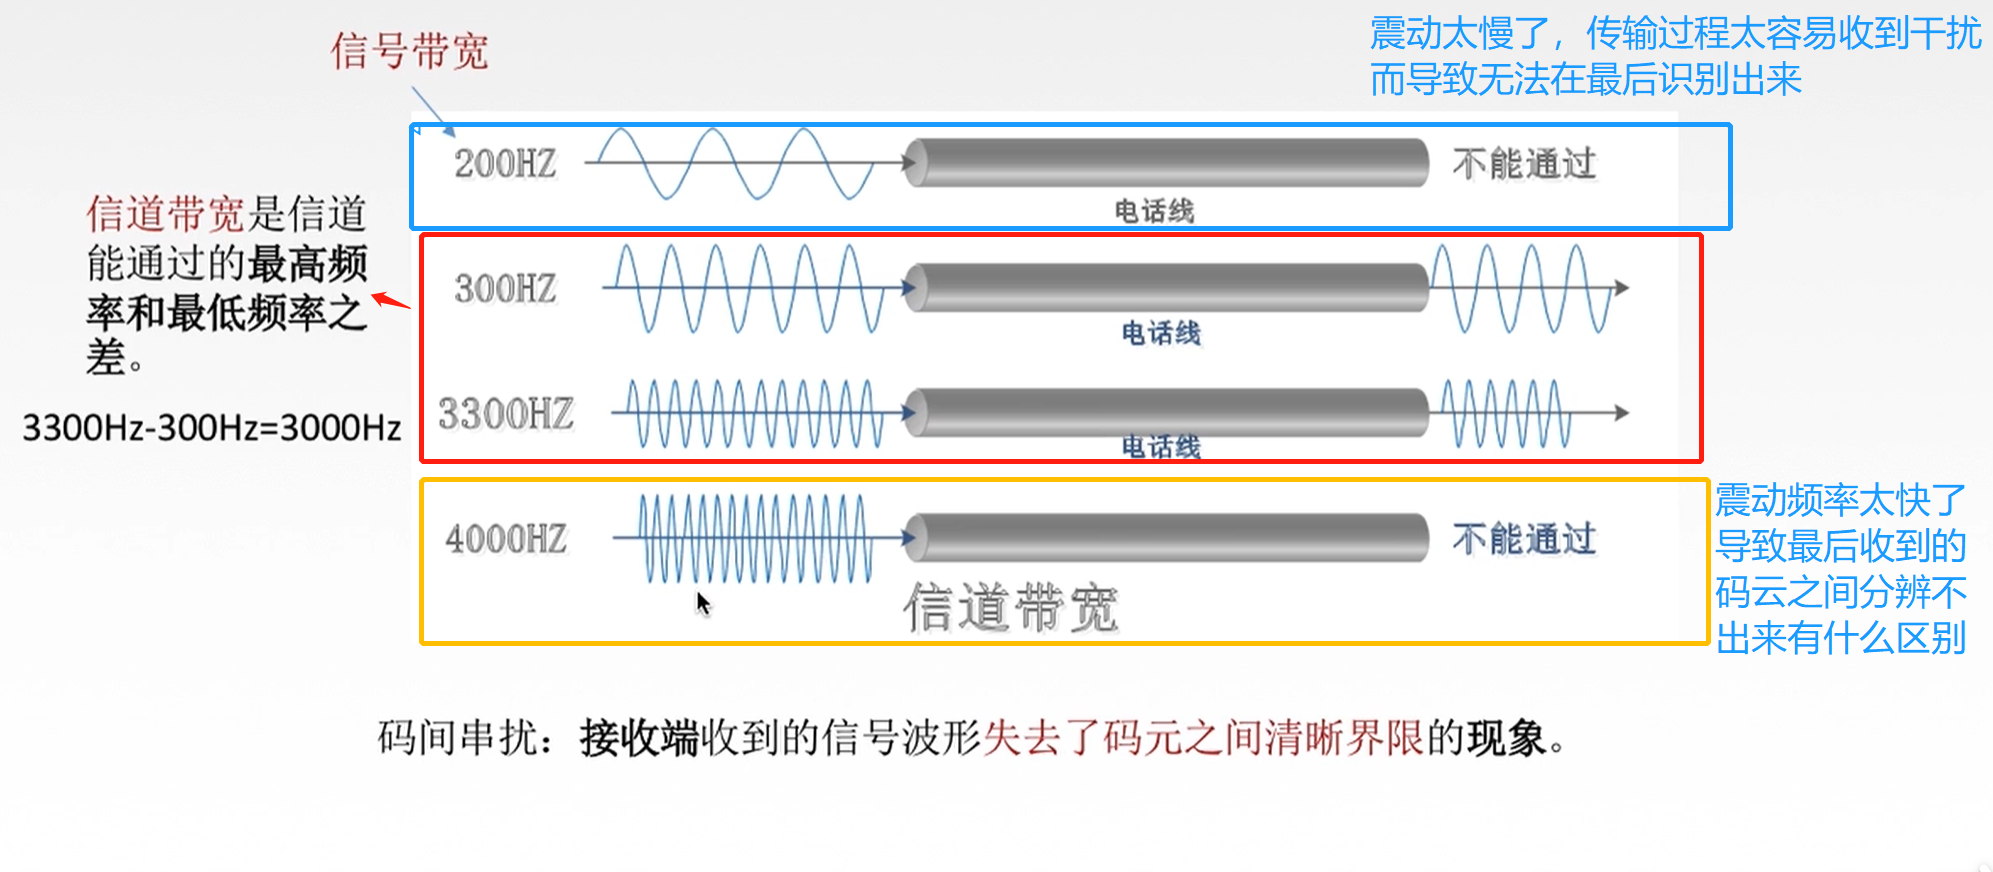 信号带宽
震动太慢了，传输过程太容易收到干扰
而导致无法在最后识别出来
200HZ
不能通过
电话线
信道带宽是信道
能通过的最高频
率和最低频率之
差。
3300Hz-300Hz=3000Hz
300HZ
电话线
3300HZ
电话线
4000HZ
不能通过
信道带宽
震动频率太快了
导致最后收到的
码云之间分辨不
出来有什么区别
码间串扰：接收端收到的信号波形失去了码元之间清晰界限的现象。